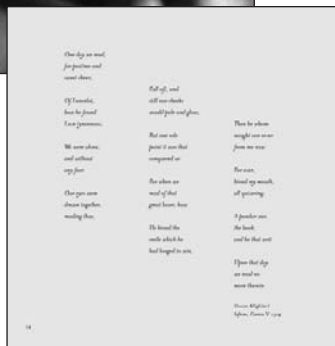 One day we read,
for pastime and
sweet cheer,
Of Lancelot,
how he found
Love tyrannous;
We were alone,
and without
any fear.
Our eyes were
drawn together,
reading thus,
Full oft, and
still our cheeks
would pale and glow;
But one sole
point it was that
conquered us
For when we
read of that
great lover, how
He kissed the
smile which he
had longed to win,
Then he whom
nought can sever
from me now
For ever,
kissed my mouth,
all quivering.
A pander was
the book
and he that writ
Upon that day
we read no
more therein
Dante Alighieri
Inferno, Canto V